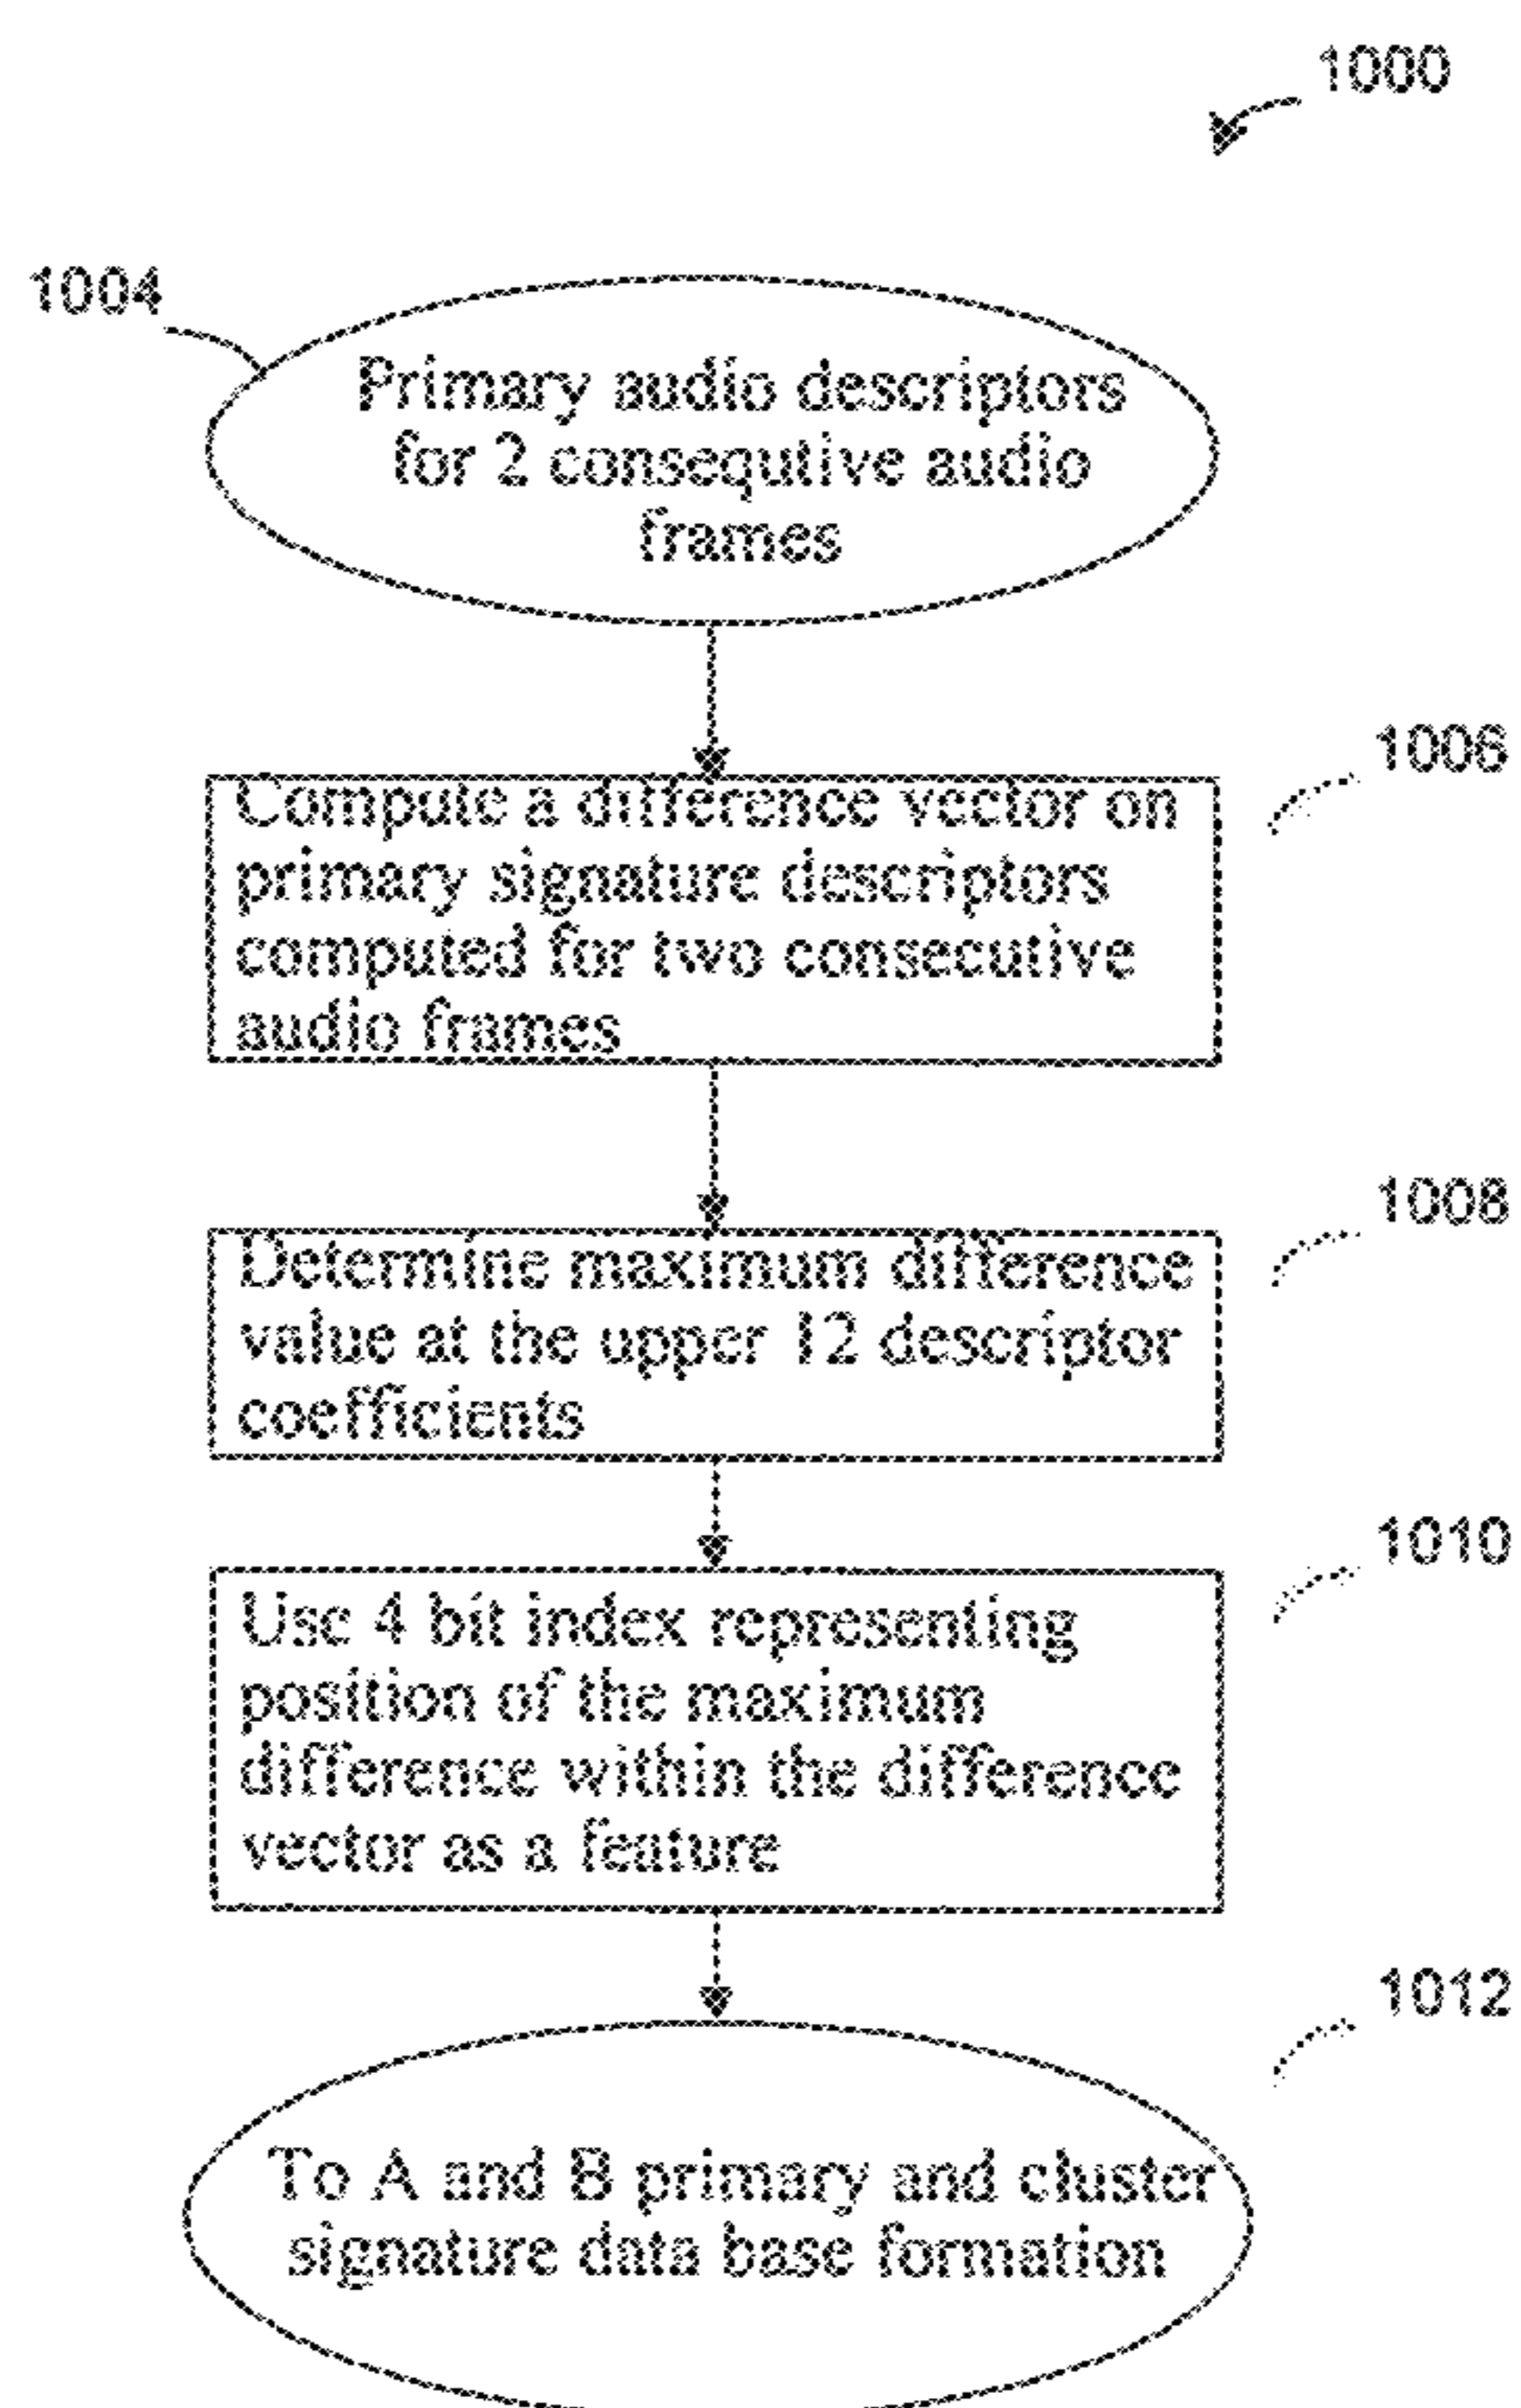 1000
1004
Primary audio descriptors
for 2 consequtive audio
frames
1006
Compute a difference vector on
primary signature descriptors
computed for two consecutive
audio frames
1008
Determine maximum difference
value at the upper 12 descriptor
coefficients
1010
Use 4 bit index representing
position of the maximum
difference within the difference
vector as a feature
1012
To A and B primary and cluster
signature data base formation